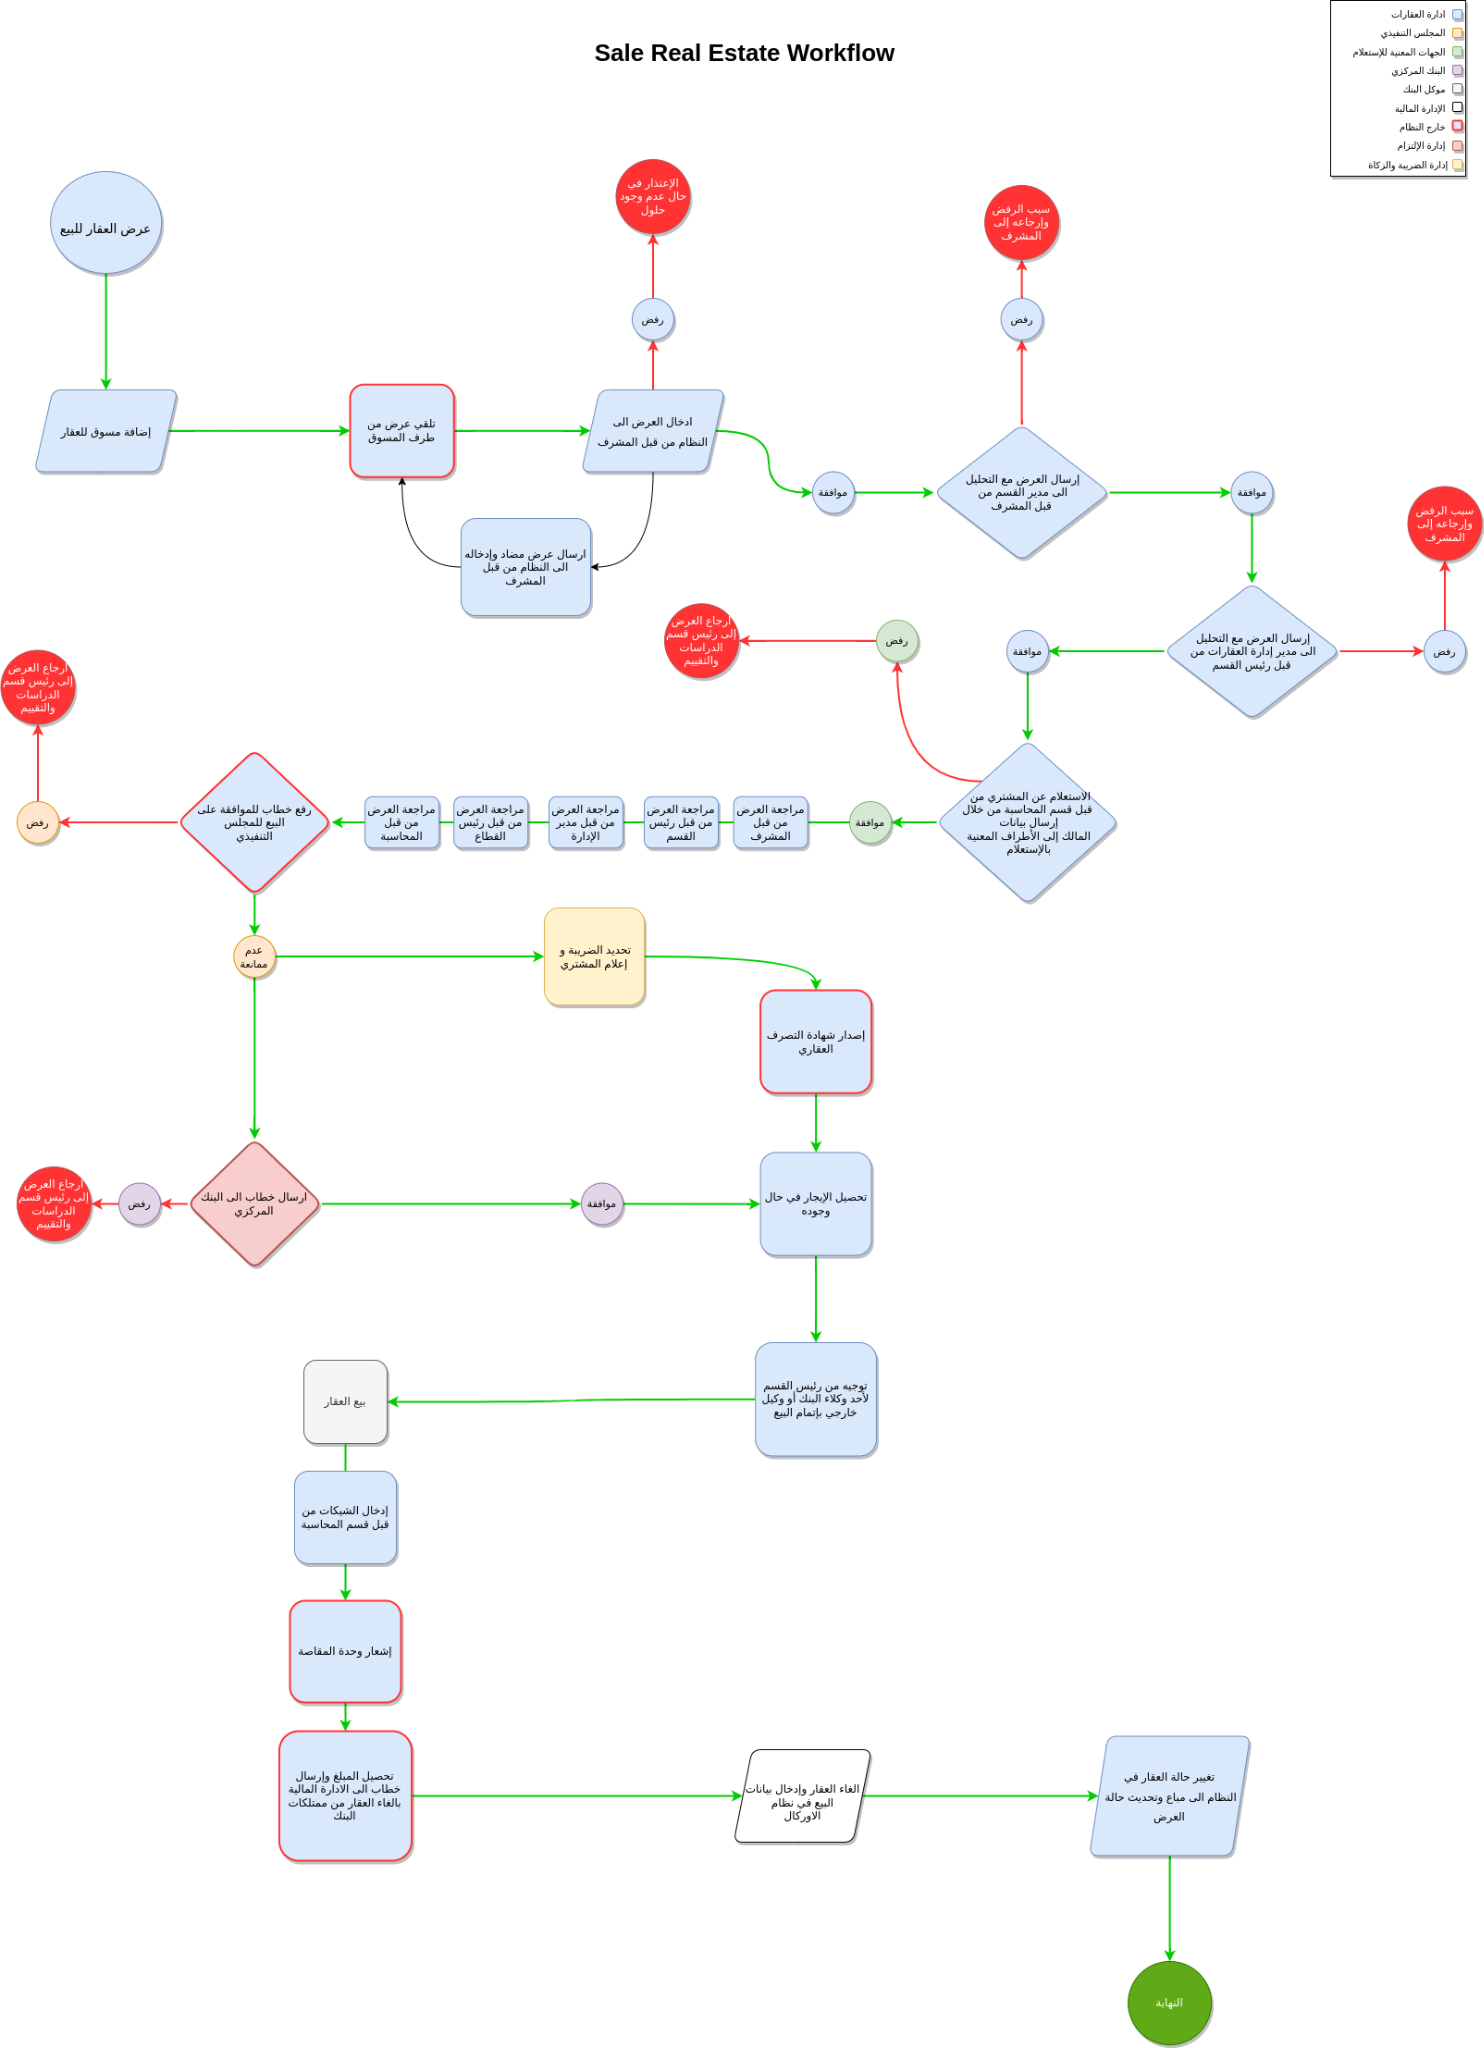 ادارة العقارات
المجلس التنفيذي
الجهات المعنية للإستعلام
البنك المركزي
موكل البنك
الإدارة المالية
خارج النظام
إدارة الإلتزام
إدارة الضريبة والزكاة
Sale Real Estate Workflow
عرض العقار للبيع
الإعتذار في
حال عدم وجود
حلول
سبب الرفض
وإرجاعه إلى
المشرف
رفض
رفض
إضافة مسوق للعقار
تلقي عرض من
طرف المسوق
ادخال العرض الى
النظام من قبل المشرف
موافقة
إرسال العرض مع التحليل
الى مدير القسم من
قبل المشرف
موافقة
سبب الرفض
وإرجاعه إلى
المشرف
ارسال عرض مضاد وإدخاله
الى النظام من قبل
المشرف
ارجاع العرض
إلى رئيس قسم
الدراسات
والتقييم
رفض
موافقة
إرسال العرض مع التحليل
الى مدير إدارة العقارات من
قبل رئيس القسم
رفض
ارجاع العرض
إلى رئيس قسم
الدراسات
والتقييم
رفض
رفع خطاب للموافقة على
البيع للمجلس
التنفيذي
مراجعة العرض
من قبل
المحاسبة
مراجعة العرض
من قبل رئيس
القطاع
مراجعة العرض
من قبل مدير
الإدارة
مراجعة العرض
من قبل رئيس
القسم
مراجعة العرض
من قبل
المشرف
موافقة
الاستعلام عن المشتري من
قبل قسم المحاسبة من خلال
إرسال بيانات
المالك إلى الأطراف المعنية
بالإستعلام
عدم
ممانعة
تحديد الضريبة و
إعلام المشتري
إصدار شهادة التصرف
العقاري
ارجاع العرض
إلى رئيس قسم
الدراسات
والتقييم
رفض
ارسال خطاب الى البنك
المركزي
موافقة
تحصيل الإيجار في حال
وجوده
توجيه من رئيس القسم
لأحد وكلاء البنك أو وكيل
خارجي بإتمام البيع
بيع العقار
إدخال الشيكات من
قبل قسم المحاسبة
إشعار وحدة المقاصة
تحصيل المبلغ وإرسال
خطاب الى الادارة المالية
بالغاء العقار من ممتلكات
البنك
الغاء العقار وإدخال بيانات
البيع في نظام
الاوركال
تغيير حالة العقار في
النظام الى مباع وتحديث حالة
العرض
النهاية